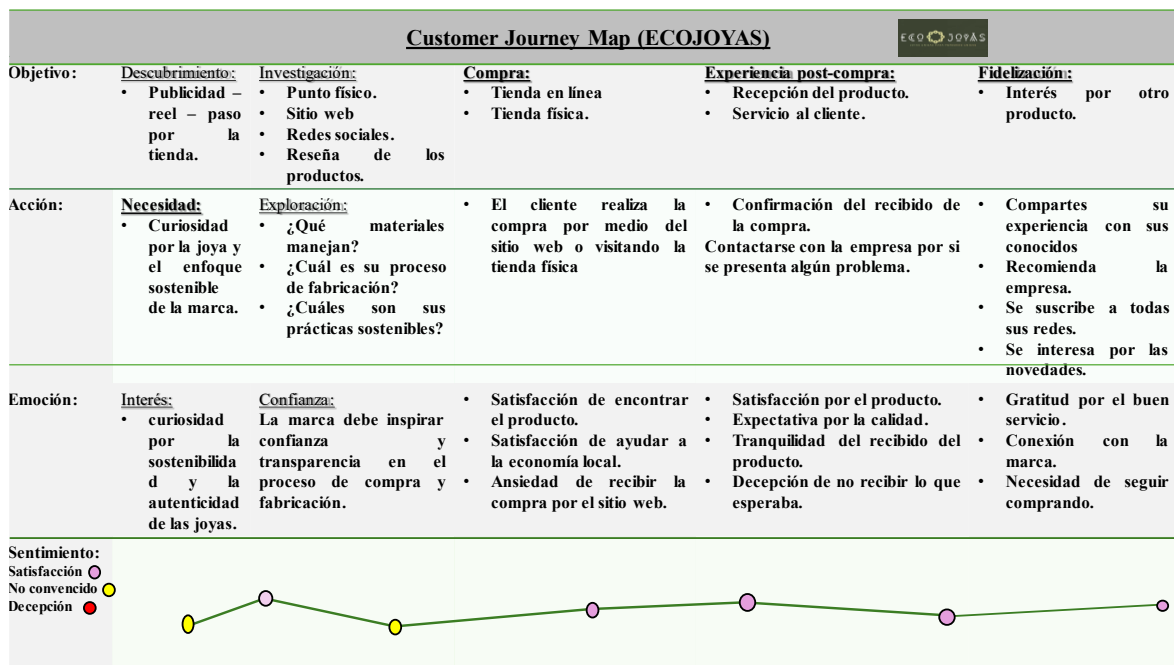 Customer Journey Map (ECOJOYAS)
ECOJOYAS
Objetivo:
Descubrimiento:
• Publicidad –
reel – paso
por la
tienda.
Investigación:
• Punto físico.
• Sitio web
• Redes sociales.
• Reseña de los
productos.
Compra:
• Tienda en línea
• Tienda física.
Experiencia post-compra:
• Recepción del producto.
• Servicio al cliente.
Fidelización:
• Interés por otro
producto.
Acción:
Necesidad:
• Curiosidad
por la joya y
el enfoque
sostenible
de la marca.
Exploración:
• ¿Qué materiales
manejan?
• ¿Cuál es su proceso
de fabricación?
• ¿Cuáles son sus
prácticas sostenibles?
• El cliente realiza la
compra por medio del
sitio web o visitando la
tienda física
• Confirmación del recibido de
la compra.
Contactarse con la empresa por si
se presenta algún problema.
• Compartes su
experiencia con sus
conocidos
• Recomienda la
empresa.
• Se suscribe a todas
sus redes.
• Se interesa por las
novedades.
Emoción:
Interés:
• curiosidad
por la
sostenibilida
d y la
autenticidad
de las joyas.
Confianza:
La marca debe inspirar
confianza y
transparencia en el
proceso de compra y
fabricación.
• Satisfacción de encontrar
el producto.
• Satisfacción de ayudar a
la economía local.
• Ansiedad de recibir la
compra por el sitio web.
• Satisfacción por el producto.
• Expectativa por la calidad.
• Tranquilidad del recibido del
producto.
• Decepción de no recibir lo que
esperaba.
• Gratitud por el buen
servicio.
• Conexión con la
marca.
• Necesidad de seguir
comprando.
Sentimiento:
Satisfacción
No convencido
Decepción